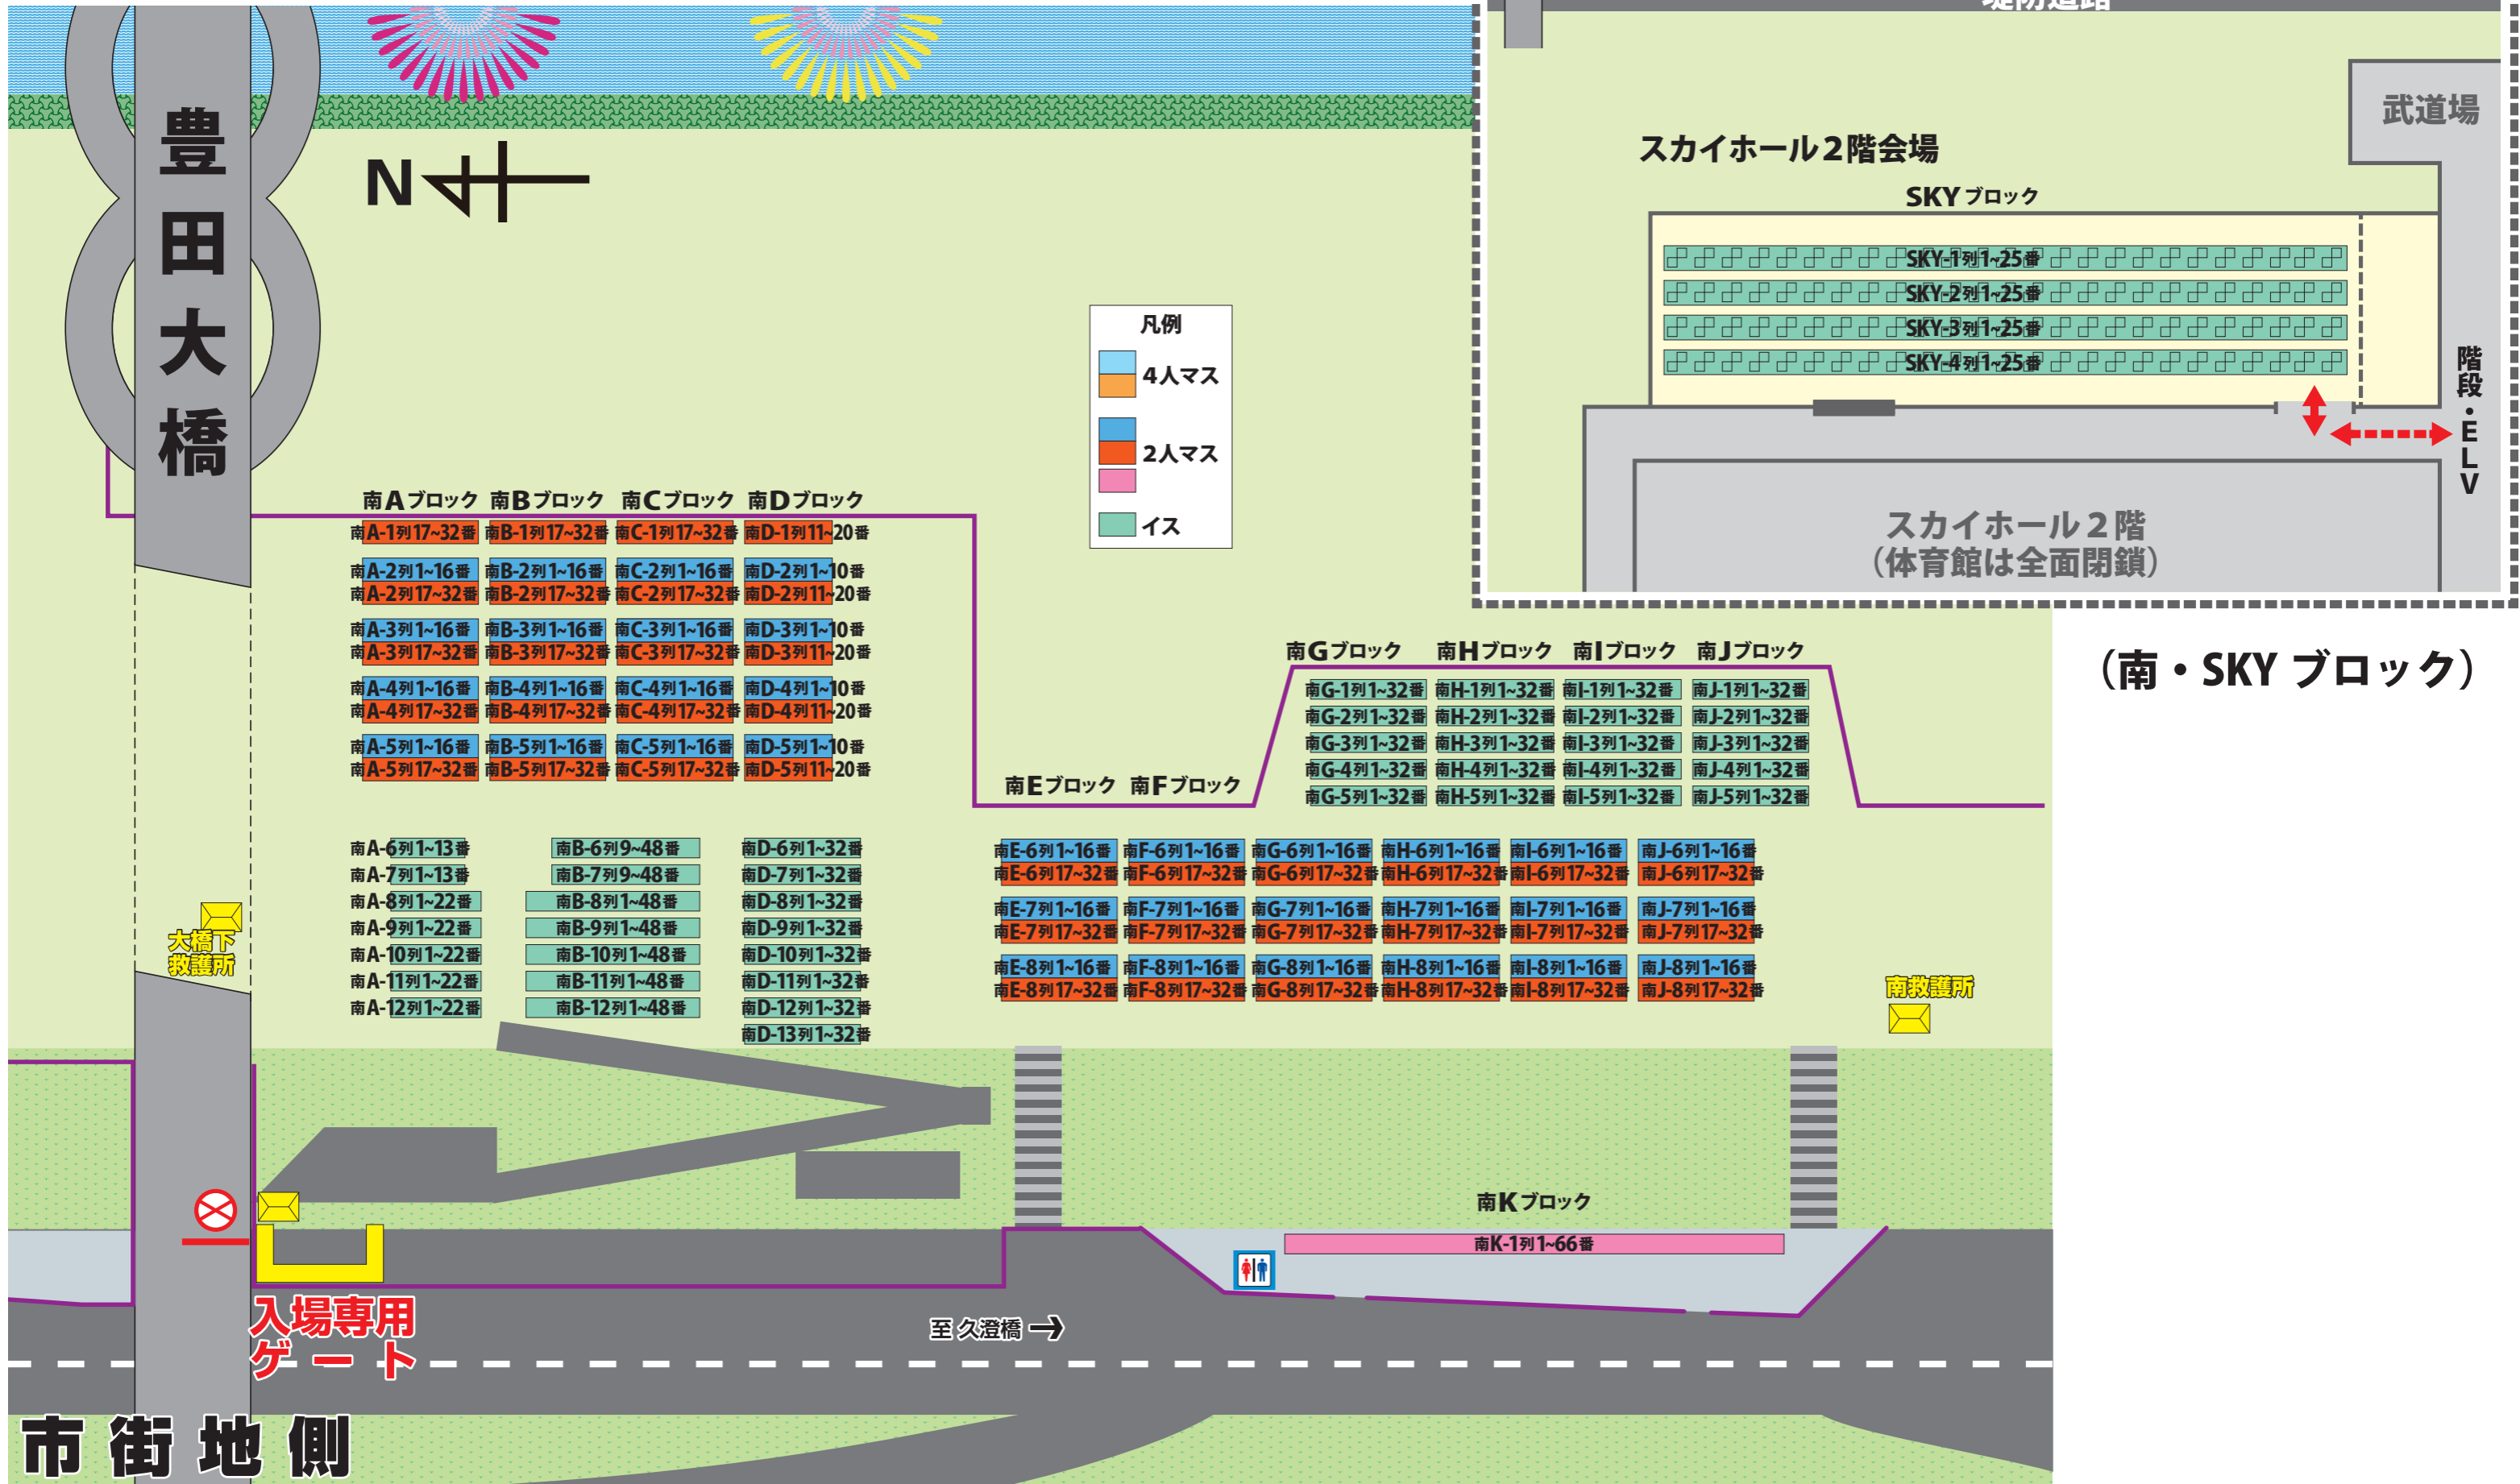 堤防道路
武道場
スカイホール2階会場
SKY ブロック
SKY-1列1~25番
SKY-2列1~25番
SKY-3列1~25番
SKY-4列1~25番
階段・ELV
スカイホール2階
(体育館は全面閉鎖)
(南・SKY ブロック)
豊田大橋
N
凡例
4人マス
2人マス
イス
南Aブロック 南Bブロック 南Cブロック 南Dブロック
南A-1列17~32番 南B-1列17~32番 南C-1列17~32番 南D-1列11~20番
南A-2列1~16番 南B-2列1~16番 南C-2列1~16番 南D-2列1~10番
南A-2列17~32番 南B-2列17~32番 南C-2列17~32番 南D-2列11~20番
南A-3列1~16番 南B-3列1~16番 南C-3列1~16番 南D-3列1~10番
南A-3列17~32番 南B-3列17~32番 南C-3列17~32番 南D-3列11~20番
南A-4列1~16番 南B-4列1~16番 南C-4列1~16番 南D-4列1~10番
南A-4列17~32番 南B-4列17~32番 南C-4列17~32番 南D-4列11~20番
南A-5列1~16番 南B-5列1~16番 南C-5列1~16番 南D-5列1~10番
南A-5列17~32番 南B-5列17~32番 南C-5列17~32番 南D-5列11~20番
南Gブロック 南Hブロック 南Iブロック 南Jブロック
南G-1列1~32番 南H-1列1~32番 南I-1列1~32番 南J-1列1~32番
南G-2列1~32番 南H-2列1~32番 南I-2列1~32番 南J-2列1~32番
南G-3列1~32番 南H-3列1~32番 南I-3列1~32番 南J-3列1~32番
南G-4列1~32番 南H-4列1~32番 南I-4列1~32番 南J-4列1~32番
南G-5列1~32番 南H-5列1~32番 南I-5列1~32番 南J-5列1~32番
南Eブロック 南Fブロック
南A-6列1~13番 南B-6列9~48番 南D-6列1~32番
南A-7列1~13番 南B-7列9~48番 南D-7列1~32番
南A-8列1~22番 南B-8列1~48番 南D-8列1~32番
南A-9列1~22番 南B-9列1~48番 南D-9列1~32番
南A-10列1~22番 南B-10列1~48番 南D-10列1~32番
南A-11列1~22番 南B-11列1~48番 南D-11列1~32番
南A-12列1~22番 南B-12列1~48番 南D-12列1~32番
南D-13列1~32番
南E-6列1~16番 南F-6列1~16番 南G-6列1~16番 南H-6列1~16番 南I-6列1~16番 南J-6列1~16番
南E-6列17~32番 南F-6列17~32番 南G-6列17~32番 南H-6列17~32番 南I-6列17~32番 南J-6列17~32番
南E-7列1~16番 南F-7列1~16番 南G-7列1~16番 南H-7列1~16番 南I-7列1~16番 南J-7列1~16番
南E-7列17~32番 南F-7列17~32番 南G-7列17~32番 南H-7列17~32番 南I-7列17~32番 南J-7列17~32番
南E-8列1~16番 南F-8列1~16番 南G-8列1~16番 南H-8列1~16番 南I-8列1~16番 南J-8列1~16番
南E-8列17~32番 南F-8列17~32番 南G-8列17~32番 南H-8列17~32番 南I-8列17~32番 南J-8列17~32番
大橋下
救護所
南救護所
南Kブロック
南K-1列1~66番
入場専用
ゲート
至 久澄橋
市街地側